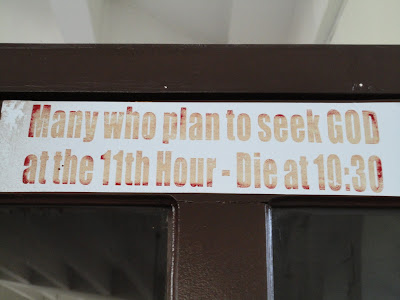 Many who plan to seek GOD
at the 11th Hour - Die at 10:30